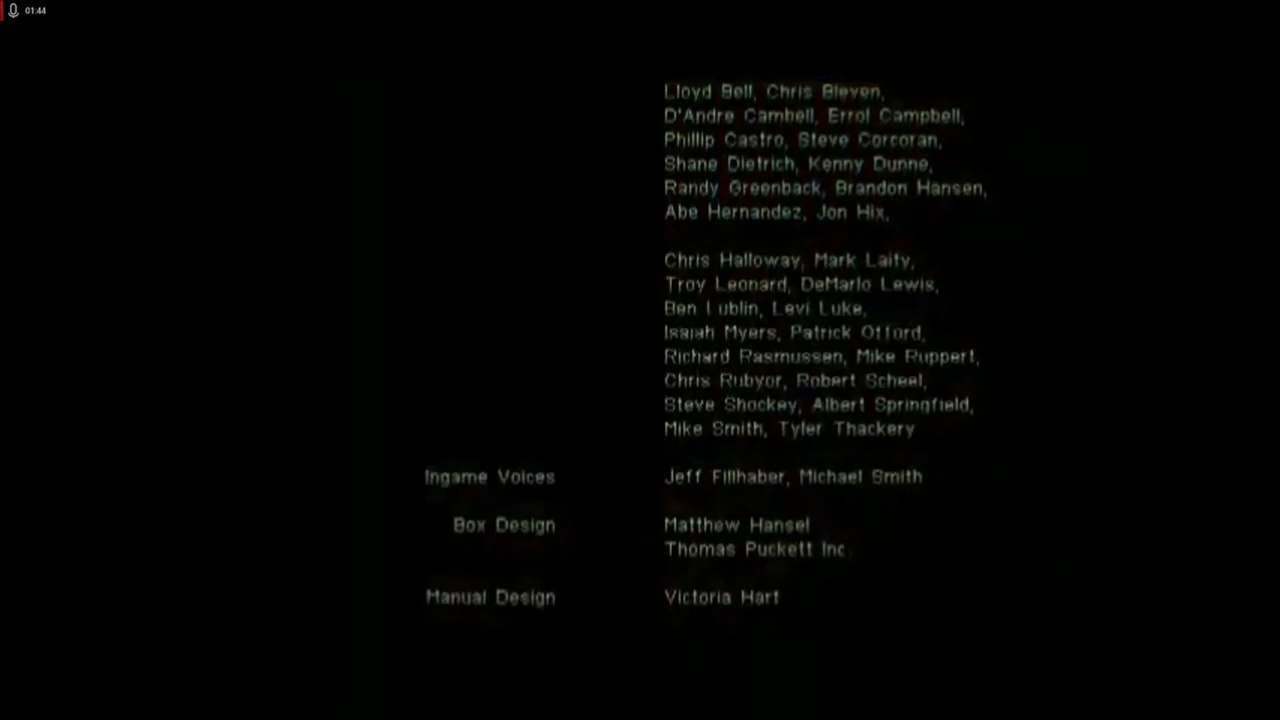 01:44
Lloyd Bell, Chris Bleven,
D'Andre Cambell, Errol Campbell,
Phillip Castro, Steve Corcoran,
Shane Dietrich, Kenny Dunne,
Randy Greenback, Brandon Hansen,
Abe Hernandez, Jon Hix,
Chris Halloway, Mark Laity,
Troy Leonard, DeMarlo Lewis,
Ben Lublin, Levi Luke,
Isaiah Myers, Patrick Offord,
Richard Rasmussen, Mike Ruppert,
Chris Rubyor, Robert Scheel,
Steve Shockey, Albert Springfield,
Mike Smith, Tyler Thackery
Ingame Voices Jeff Fillhaber, Michael Smith
Box Design Matthew Hansel
Thomas Puckett Inc
Manual Design Victoria Hart